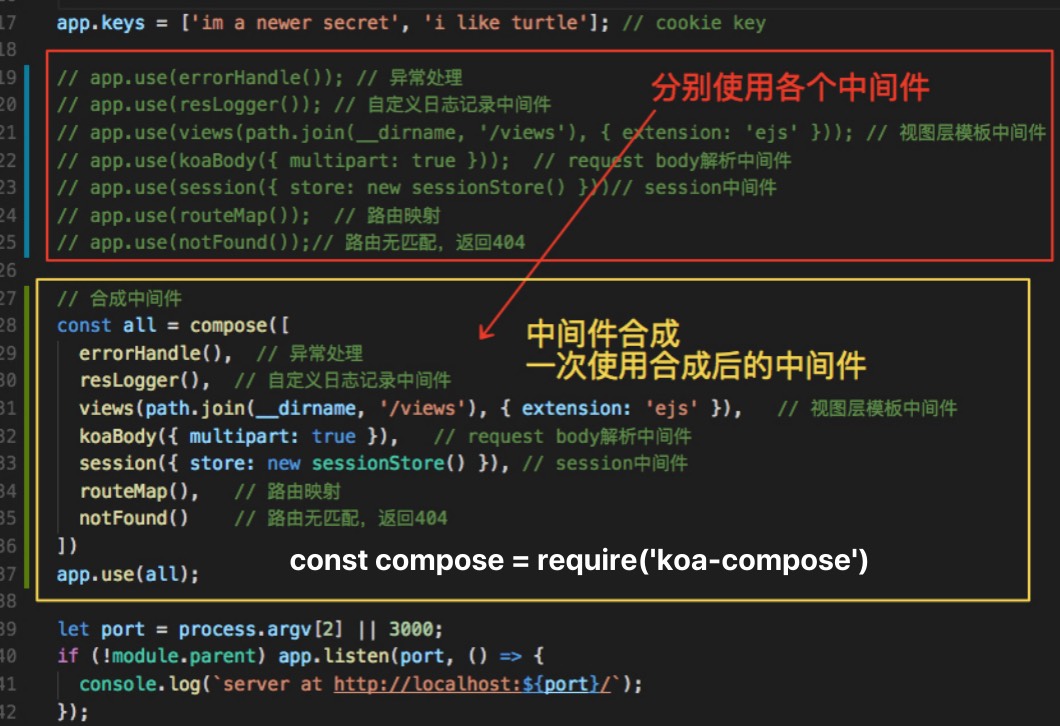 17 app.keys = ['im a newer secret', 'i like turtle']; // cookie key
18
19 // app.use(errorHandle()); // 异常处理
分别使用各个中间件
20 // app.use(resLogger()); // 自定义日志记录中间件
21 // app.use(views(path.join(__dirname, '/views'), { extension: 'ejs' })); // 视图层模板中间件
22 // app.use(koaBody({ multipart: true }));  // request body解析中间件
23 // app.use(session({ store: new sessionStore() }))// session中间件
24 // app.use(routeMap());  // 路由映射
25 // app.use(notFound());// 路由无匹配，返回404
26
27 // 合成中间件
28 const all = compose([
中间件合成
29   errorHandle(),  // 异常处理
一次使用合成后的中间件
30   resLogger(),  // 自定义日志记录中间件
31   views(path.join(__dirname, '/views'), { extension: 'ejs' }),   // 视图层模板中间件
32   koaBody({ multipart: true }),   // request body解析中间件
33   session({ store: new sessionStore() }), // session中间件
34   routeMap(),   // 路由映射
35   notFound()    // 路由无匹配，返回404
36 ])
const compose = require('koa-compose')
37 app.use(all);
38
39 let port = process.argv[2] || 3000;
40 if (!module.parent) app.listen(port, () => {
41   console.log(`server at http://localhost:${port}/`);
42 });